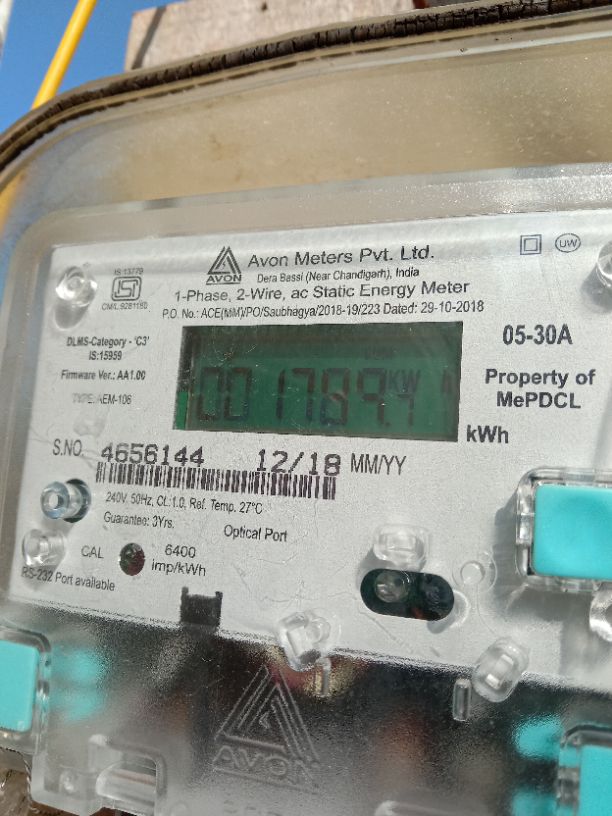 AVON
Avon Meters Pvt. Ltd.
Dera Bassi (Near Chandigarh), India
UW
IS:13779
ISI
CM/L:9281180
1-Phase, 2-Wire, ac Static Energy Meter
P.O. No.: ACE(MM)/PO/Saubhagya/2018-19/223 Dated: 29-10-2018
DLMS-Category - 'C3'
IS:15959
Firmware Ver.: AA1.00
TYPE: AEM-106
05-30A
Property of
MePDCL
001789.7
kW
kWh
S.NO. 4656144 12/18 MM/YY
240V, 50Hz, CL:1.0, Ref. Temp. 27°C
Guarantee: 3Yrs.
Optical Port
CAL
6400
imp/kWh
RS-232 Port available
AVON